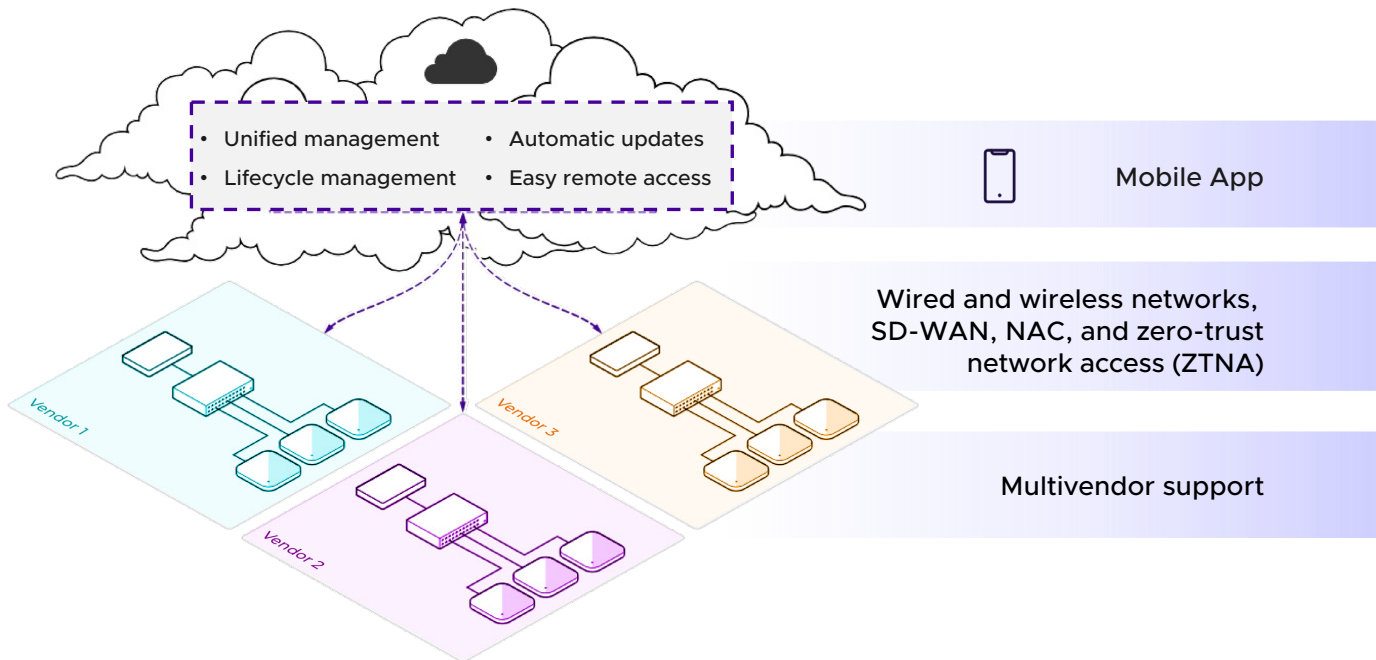 • Unified management
• Lifecycle management
• Automatic updates
• Easy remote access
Mobile App
Wired and wireless networks,
SD-WAN, NAC, and zero-trust
network access (ZTNA)
Multivendor support
Vendor 1
Vendor 2
Vendor 3